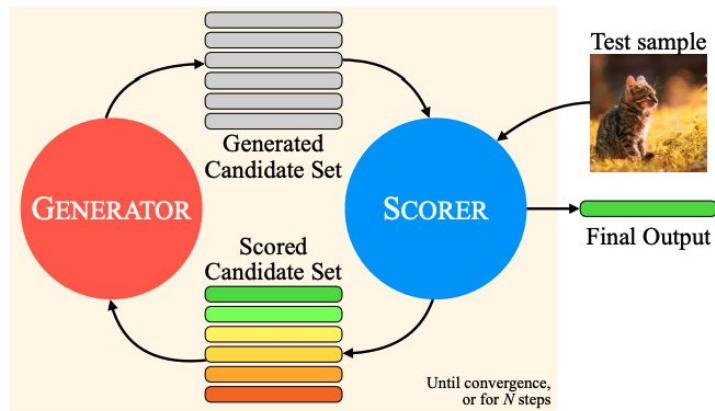 Test sample
Generated
Candidate Set
GENERATOR
SCORER
Final Output
Scored
Candidate Set
Until convergence,
or for N steps